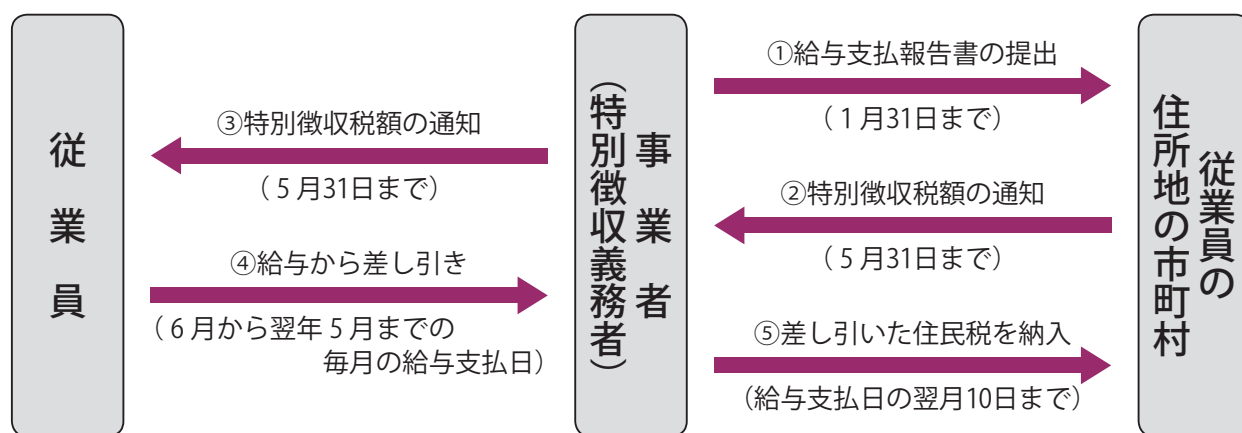 従業員
③特別徴収税額の通知
（５月31日まで）
④給与から差し引き
（６月から翌年５月までの
毎月の給与支払日）
事業者
（特別徴収義務者）
①給与支払報告書の提出
（１月31日まで）
②特別徴収税額の通知
（５月31日まで）
⑤差し引いた住民税を納入
（給与支払日の翌月10日まで）
従業員の
住所地の市町村